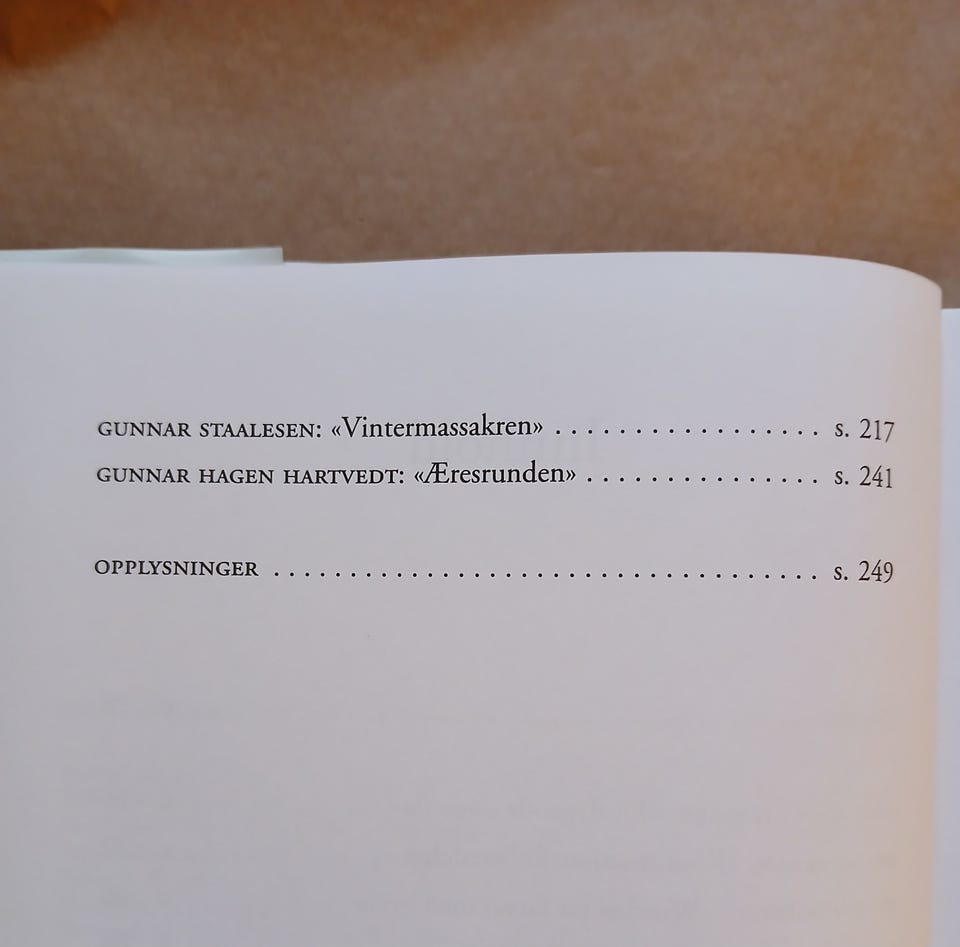 GUNNAR STAALESEN: «Vintermassakren» . . . . . . . . . . . . . . . . . s. 217
GUNNAR HAGEN HARTVEDT: «Æresrunden» . . . . . . . . . . . . . . . s. 241
OPPLYSNINGER . . . . . . . . . . . . . . . . . . . . . . . . . . . . . . . . . . . s. 249